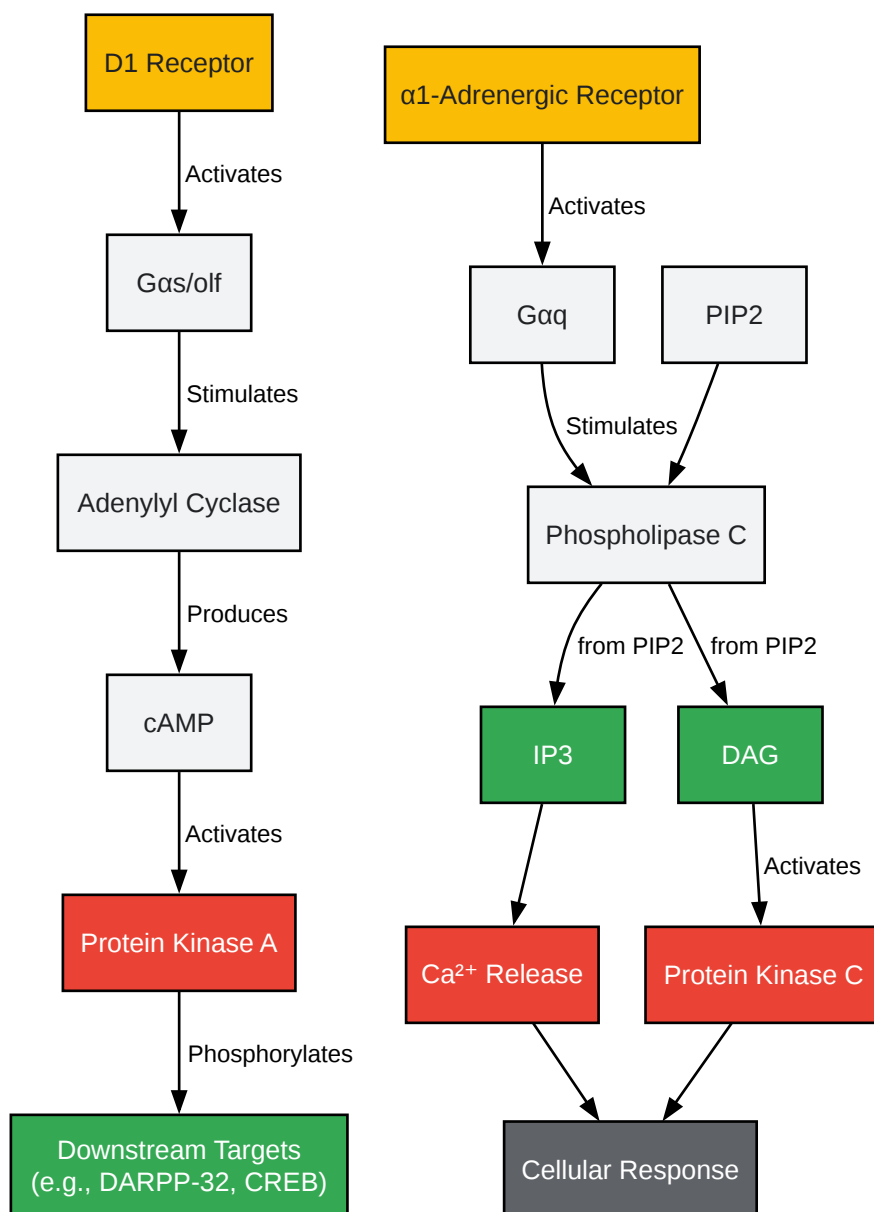 D1 Receptor
Activates
Gαs/olf
Stimulates
Adenylyl Cyclase
Produces
cAMP
Activates
Protein Kinase A
Phosphorylates
Downstream Targets
(e.g., DARPP-32, CREB)
α1-Adrenergic Receptor
Activates
Gαq
PIP2
Stimulates
Phospholipase C
from PIP2
from PIP2
IP3
DAG
Activates
Ca²⁺ Release
Protein Kinase C
Cellular Response